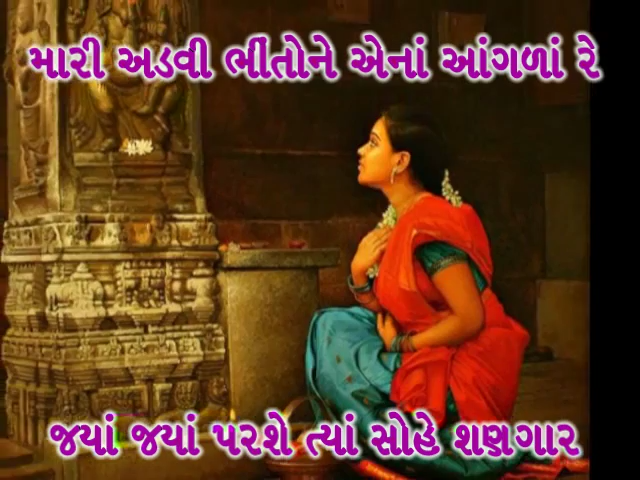 મારી અડવી ભીંતોને એનાં આંગળાં રે
જ્યાં જ્યાં પરશે ત્યાં સોહે શણગાર